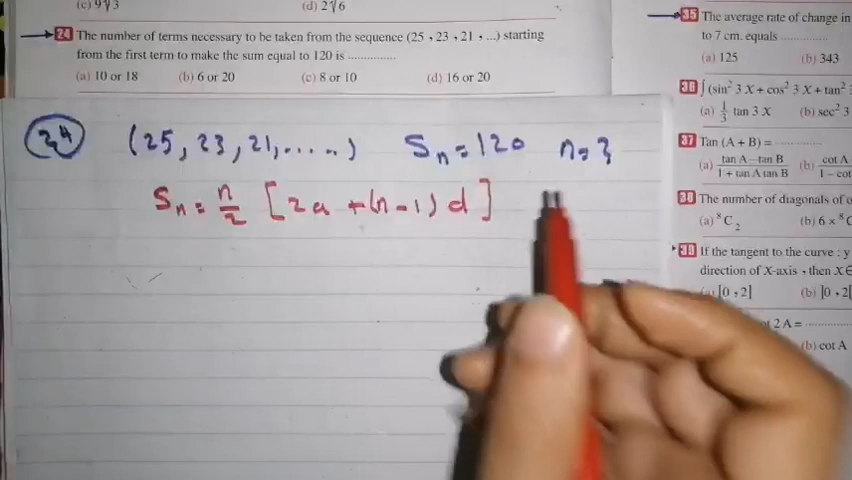 (c) 9∛3 (d) 2√6
24 The number of terms necessary to be taken from the sequence (25 , 23 , 21 , ...) starting
from the first term to make the sum equal to 120 is ..............
(a) 10 or 18 (b) 6 or 20 (c) 8 or 10 (d) 16 or 20
24 (25, 23, 21, .....) Sn = 120 n = ?
Sn = n/2 [2a + (n - 1) d]
35 The average rate of change in
to 7 cm. equals ..............
(a) 125 (b) 343
36 ∫(sin² 3 X + cos² 3 X + tan² 3
(a) 1/3 tan 3 X (b) sec² 3
37 Tan (A + B) = ..............
(a) tan A – tan B / 1 + tan A tan B (b) cot A / 1 – cot
38 The number of diagonals of
(a) ⁸C₂ (b) 6 × ⁸C
39 If the tangent to the curve : y
direction of X-axis , then X ∈
(a) [0 , 2] (b) ]0 , 2[
2 A = ..............
(b) cot A